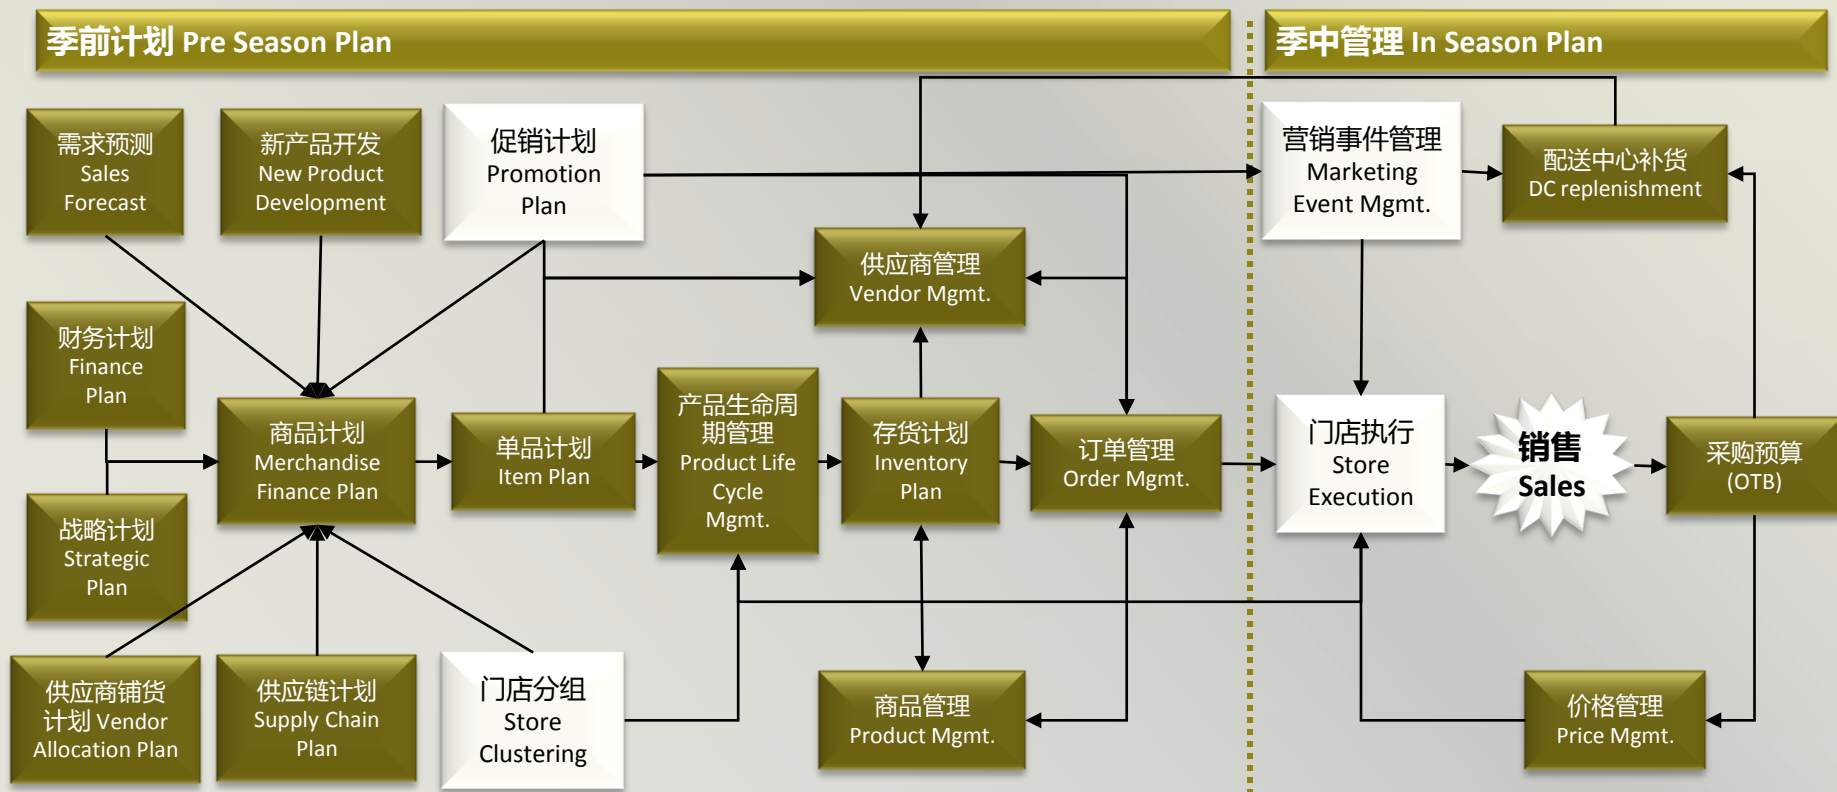 季前计划 Pre Season Plan
季中管理 In Season Plan
需求预测
Sales
Forecast
新产品开发
New Product
Development
促销计划
Promotion
Plan
营销事件管理
Marketing
Event Mgmt.
配送中心补货
DC replenishment
供应商管理
Vendor Mgmt.
财务计划
Finance
Plan
商品计划
Merchandise
Finance Plan
单品计划
Item Plan
产品生命周
期管理
Product Life
Cycle
Mgmt.
存货计划
Inventory
Plan
订单管理
Order Mgmt.
门店执行
Store
Execution
销售
Sales
采购预算
(OTB)
战略计划
Strategic
Plan
供应商铺货
计划 Vendor
Allocation Plan
供应链计划
Supply Chain
Plan
门店分组
Store
Clustering
商品管理
Product Mgmt.
价格管理
Price Mgmt.